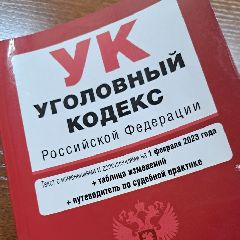 УК
УГОЛОВНЫЙ
КОДЕКС
Российской Федерации
Текст с изменениями и дополнениями на 1 февраля 2023 года
+ таблица изменений
+ путеводитель по судебной практике